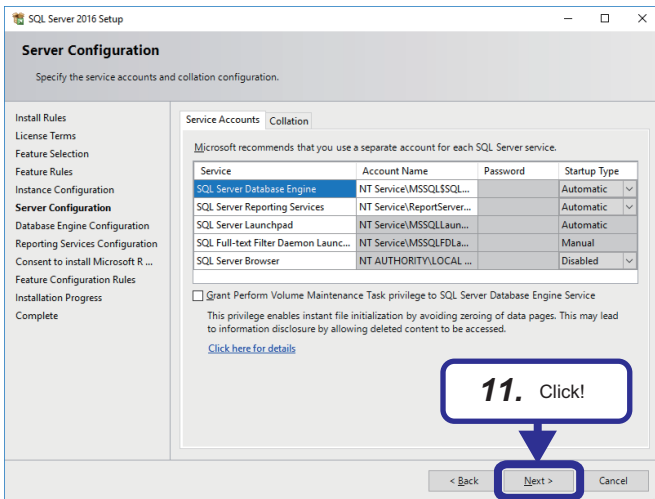 SQL Server 2016 Setup
Server Configuration
Specify the service accounts and collation configuration.
Install Rules
License Terms
Feature Selection
Feature Rules
Instance Configuration
Server Configuration
Database Engine Configuration
Reporting Services Configuration
Consent to install Microsoft R ...
Feature Configuration Rules
Installation Progress
Complete
Service Accounts Collation
Microsoft recommends that you use a separate account for each SQL Server service.
Service Account Name Password Startup Type
SQL Server Database Engine NT Service\MSSQL$SQL... Automatic
SQL Server Reporting Services NT Service\ReportServer... Automatic
SQL Server Launchpad NT Service\MSSQLLaun... Automatic
SQL Full-text Filter Daemon Launc... NT Service\MSSQLFDLa... Manual
SQL Server Browser NT AUTHORITY\LOCAL ... Disabled
Grant Perform Volume Maintenance Task privilege to SQL Server Database Engine Service
This privilege enables instant file initialization by avoiding zeroing of data pages. This may lead
to information disclosure by allowing deleted content to be accessed.
Click here for details
11. Click!
< Back Next > Cancel